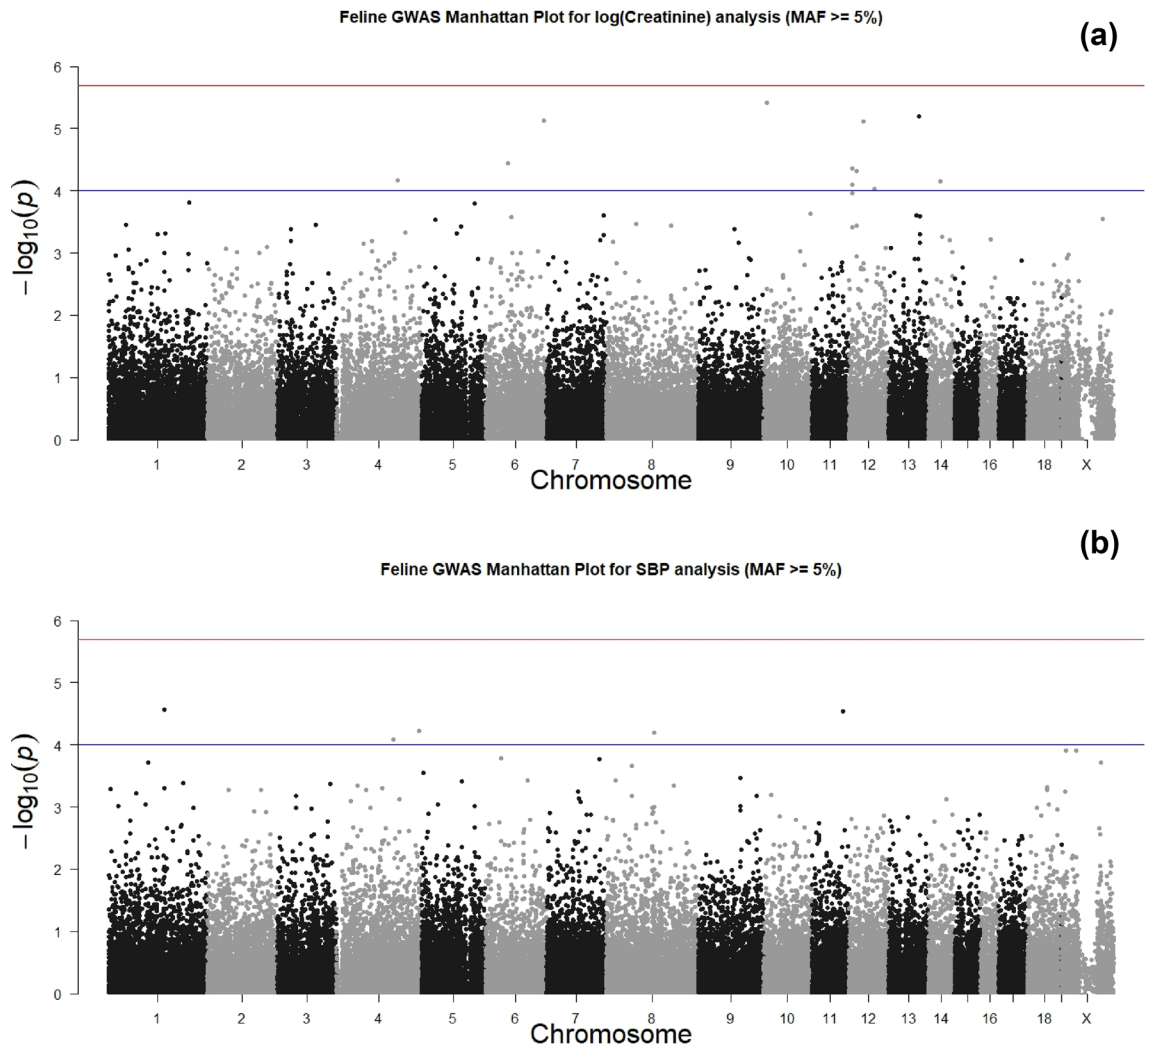 Feline GWAS Manhattan Plot for log(Creatinine) analysis (MAF >= 5%)
(a)
6
5
4
3
2
1
0
−log10(p)
1 2 3 4 5 6 7 8 9 10 11 12 13 14 16 18 X
Chromosome
(b)
Feline GWAS Manhattan Plot for SBP analysis (MAF >= 5%)
6
5
4
3
2
1
0
−log10(p)
1 2 3 4 5 6 7 8 9 10 11 12 13 14 16 18 X
Chromosome